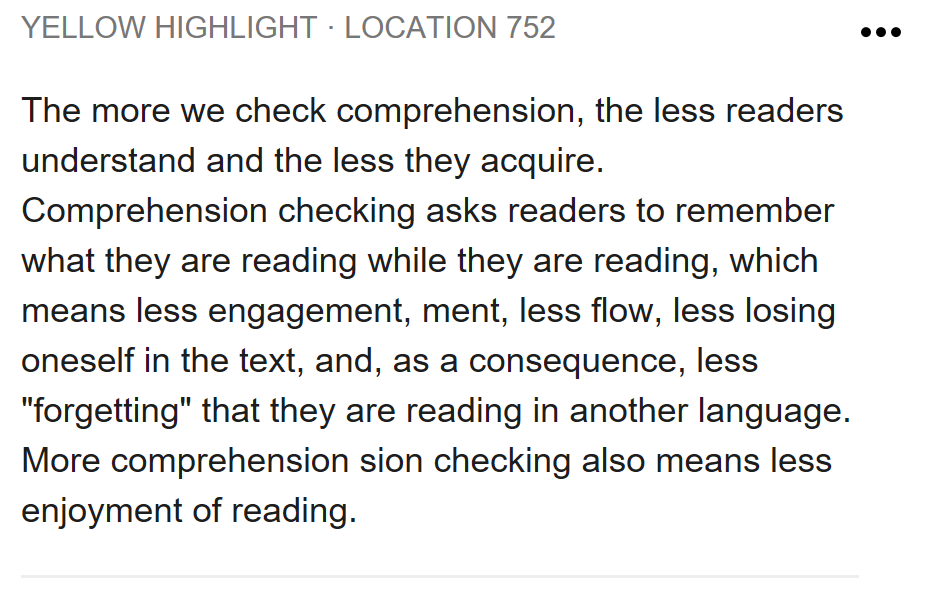 YELLOW HIGHLIGHT · LOCATION 752
The more we check comprehension, the less readers
understand and the less they acquire.
Comprehension checking asks readers to remember
what they are reading while they are reading, which
means less engagement, ment, less flow, less losing
oneself in the text, and, as a consequence, less
"forgetting" that they are reading in another language.
More comprehension sion checking also means less
enjoyment of reading.